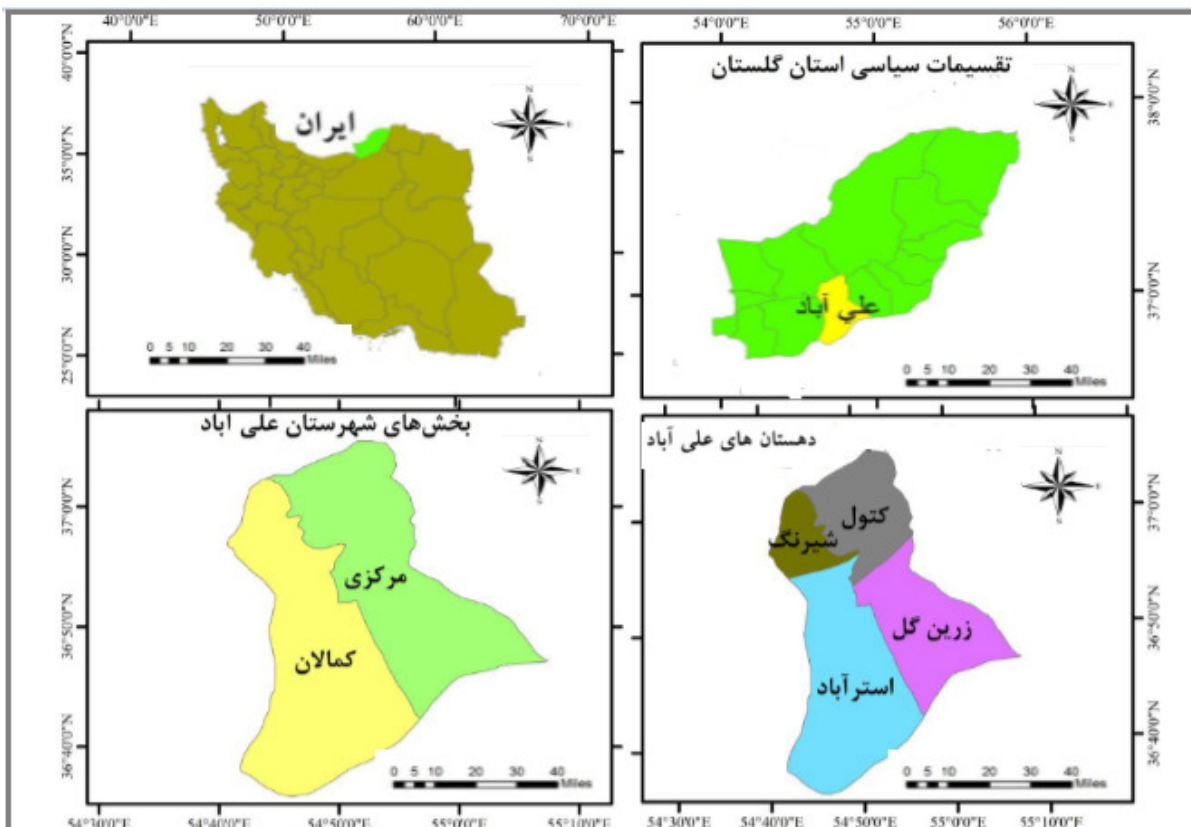 40°0'0"E 50°0'0"E 60°0'0"E 70°0'0"E
54°0'0"E 55°0'0"E 56°0'0"E
40°0'0"N
35°0'0"N
30°0'0"N
25°0'0"N
ایران
N
E
N
0 5 10 20 30 40
Miles
تقسیمات سیاسی استان گلستان
N
E
N
علی آباد
38°0'0"N
37°0'0"N
0 5 10 20 30 40
Miles
بخش‌های شهرستان علی اباد
N
E
N
مرکزی
کمالان
37°0'0"N
36°50'0"N
36°40'0"N
0 5 10 20 30 40
Miles
54°30'0"E 54°40'0"E 54°50'0"E 55°0'0"E
دهستان های علی آباد
N
E
N
کتول
شیرنگ
زرین گل
استرآباد
37°0'0"N
36°50'0"N
36°40'0"N
0 5 10 20 30 40
Miles
54°30'0"E 54°40'0"E 54°50'0"E 55°0'0"E 55°10'0"E